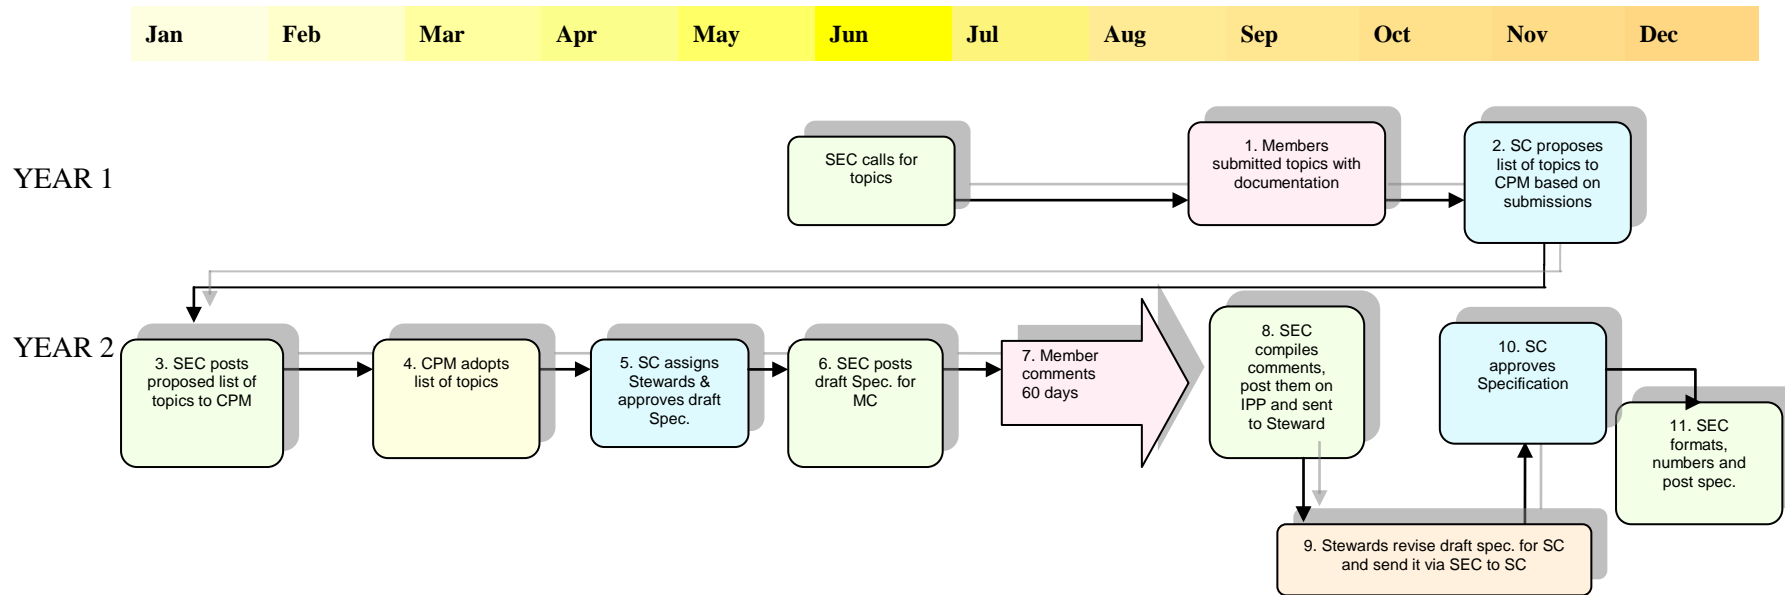 Jan Feb Mar Apr May Jun Jul Aug Sep Oct Nov Dec
YEAR 1
SEC calls for
topics
1. Members
submitted topics with
documentation
2. SC proposes
list of topics to
CPM based on
submissions
YEAR 2
3. SEC posts
proposed list of
topics to CPM
4. CPM adopts
list of topics
5. SC assigns
Stewards &
approves draft
Spec.
6. SEC posts
draft Spec. for
MC
7. Member
comments
60 days
8. SEC
compiles
comments,
post them on
IPP and sent
to Steward
9. Stewards revise draft spec. for SC
and send it via SEC to SC
10. SC
approves
Specification
11. SEC
formats,
numbers and
post spec.